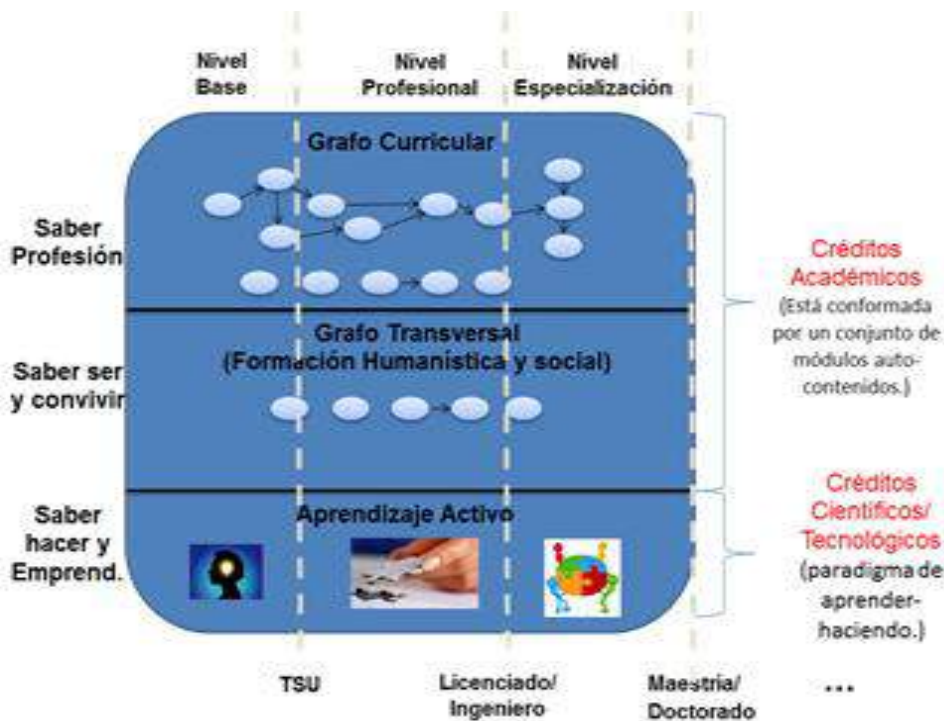 Nivel
Base
Nivel
Profesional
Nivel
Especialización
Grafo Curricular
Saber
Profesión
Créditos
Académicos
(Está conformada
por un conjunto de
módulos auto-
contenidos.)
Grafo Transversal
(Formación Humanística y social)
Saber ser
y convivir
Saber
hacer y
Emprend.
Aprendizaje Activo
Créditos
Científicos/
Tecnológicos
(paradigma de
aprender-
haciendo.)
TSU
Licenciado/
Ingeniero
Maestria/
Doctorado
...